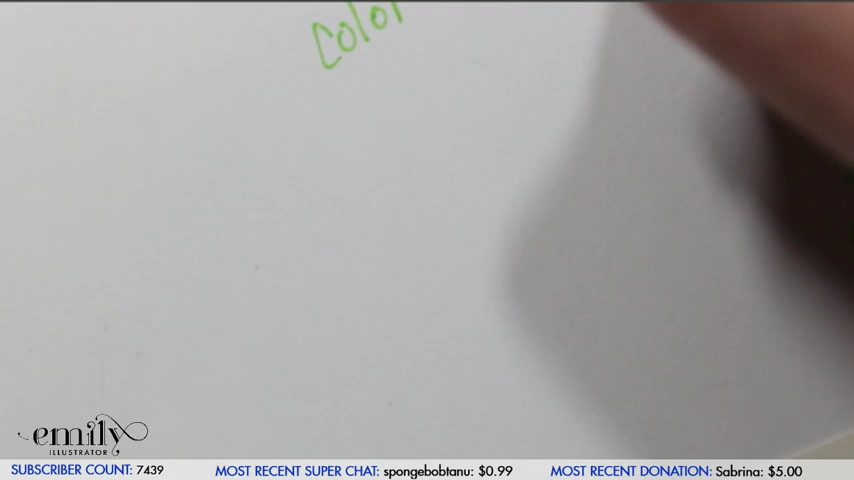 Color
emily
ILLUSTRATOR
SUBSCRIBER COUNT: 7439 MOST RECENT SUPER CHAT: spongebobtanu: $0.99 MOST RECENT DONATION: Sabrina: $5.00